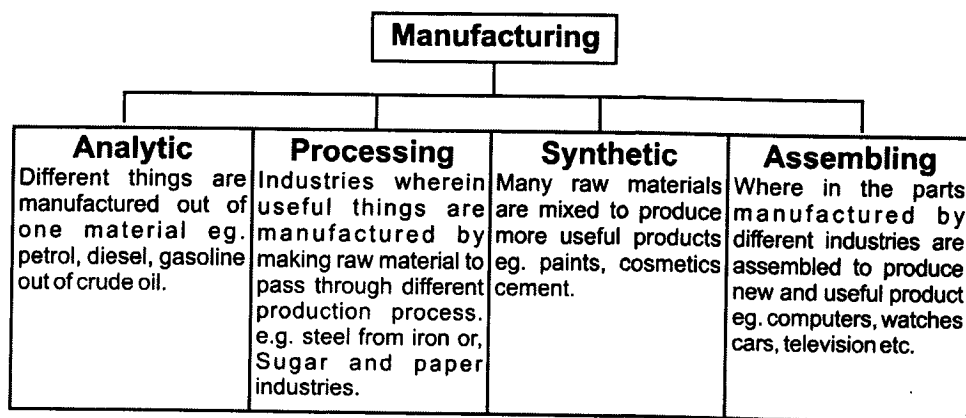 Manufacturing
Analytic
Different things are
manufactured out of
one material eg.
petrol, diesel, gasoline
out of crude oil.
Processing
Industries wherein
useful things are
manufactured by
making raw material to
pass through different
production process.
e.g. steel from iron or,
Sugar and paper
industries.
Synthetic
Many raw materials
are mixed to produce
more useful products
eg. paints, cosmetics
cement.
Assembling
Where in the parts
manufactured by
different industries are
assembled to produce
new and useful product
eg. computers, watches
cars, television etc.